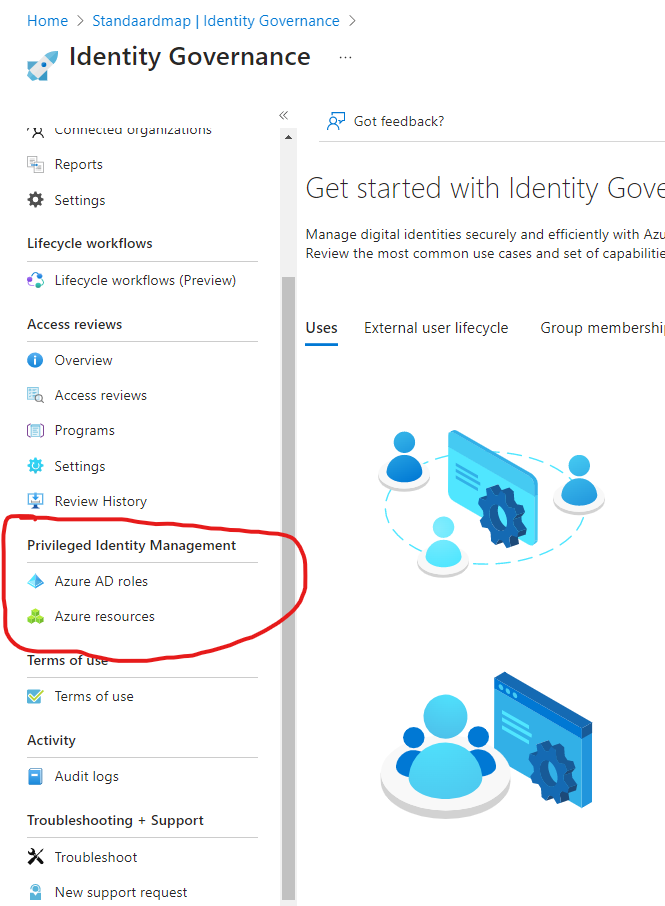 Home > Standaardmap | Identity Governance >
Identity Governance ...
«
Got feedback?
Connected organizations
Reports
Settings
Lifecycle workflows
Lifecycle workflows (Preview)
Access reviews
Overview
Access reviews
Programs
Settings
Review History
Privileged Identity Management
Azure AD roles
Azure resources
Terms of use
Terms of use
Activity
Audit logs
Troubleshooting + Support
Troubleshoot
New support request
Get started with Identity Gove
Manage digital identities securely and efficiently with Azu
Review the most common use cases and set of capabilitie
Uses External user lifecycle Group membershi